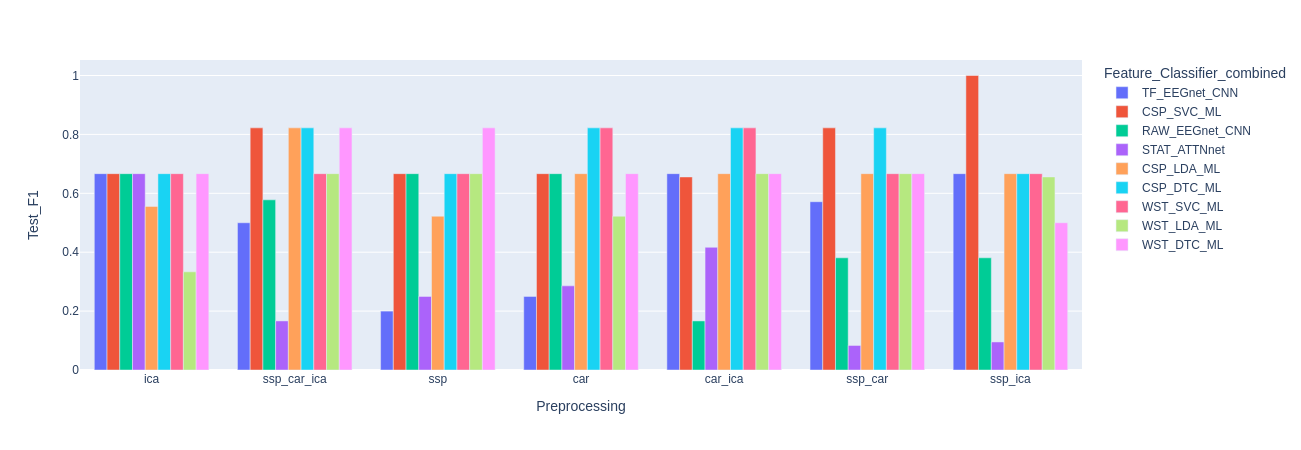 Feature_Classifier_combined
TF_EEGnet_CNN
CSP_SVC_ML
RAW_EEGnet_CNN
STAT_ATTNnet
CSP_LDA_ML
CSP_DTC_ML
WST_SVC_ML
WST_LDA_ML
WST_DTC_ML
Test_F1
1
0.8
0.6
0.4
0.2
0
ica ssp_car_ica ssp car car_ica ssp_car ssp_ica
Preprocessing